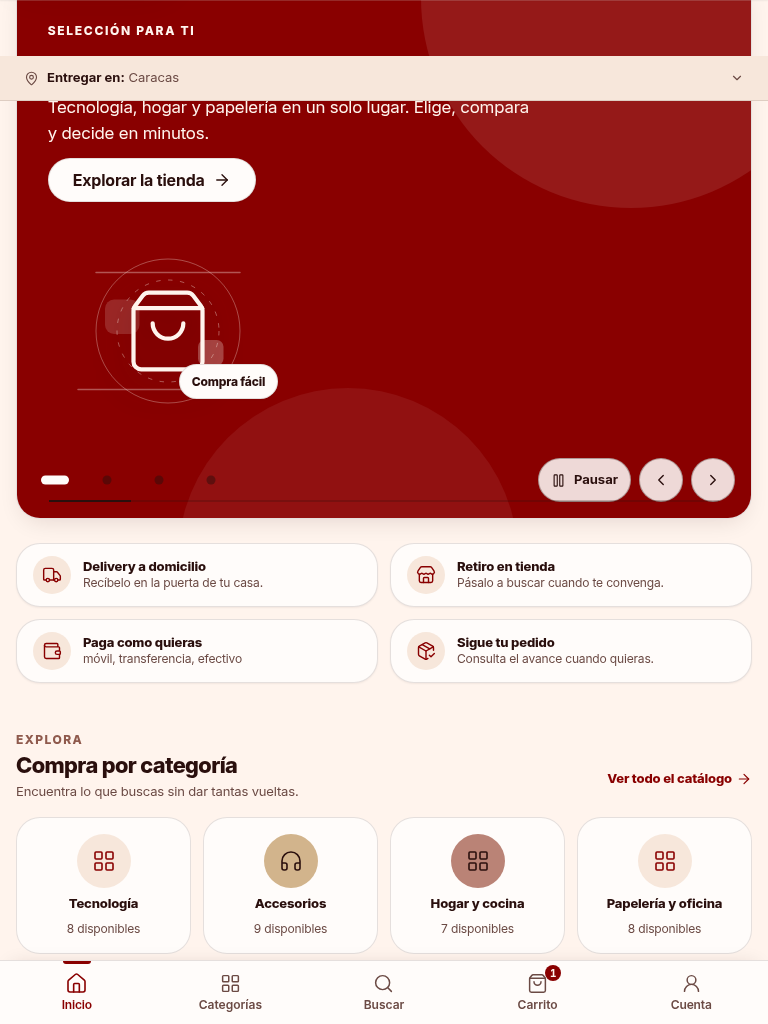 SELECCIÓN PARA TI
Entregar en: Caracas
Tecnología, hogar y papelería en un solo lugar. Elige, compara
y decide en minutos.
Explorar la tienda
Compra fácil
Pausar
Delivery a domicilio
Recíbelo en la puerta de tu casa.
Retiro en tienda
Pásalo a buscar cuando te convenga.
Paga como quieras
móvil, transferencia, efectivo
Sigue tu pedido
Consulta el avance cuando quieras.
EXPLORA
Compra por categoría
Encuentra lo que buscas sin dar tantas vueltas.
Ver todo el catálogo
Tecnología
8 disponibles
Accesorios
9 disponibles
Hogar y cocina
7 disponibles
Papelería y oficina
8 disponibles
Inicio
Categorías
Buscar
1
Carrito
Cuenta